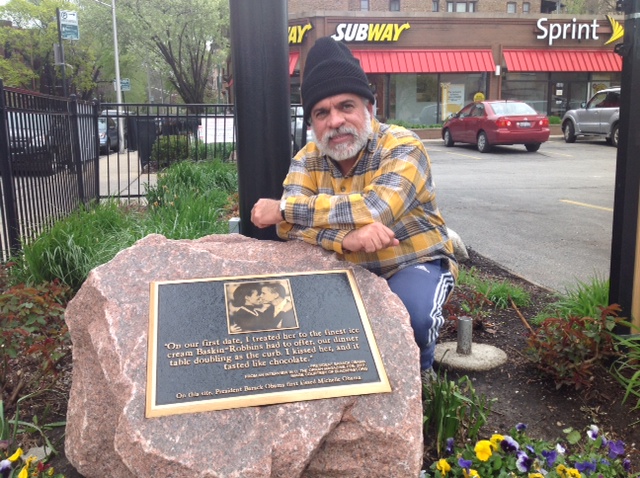 SUBWAY
Sprint
"On our first date, I treated her to the finest ice
cream Baskin-Robbins had to offer, our dinner
table doubling as the curb. I kissed her, and it
tasted like chocolate."
On this site, President Barack Obama first kissed Michelle Obama